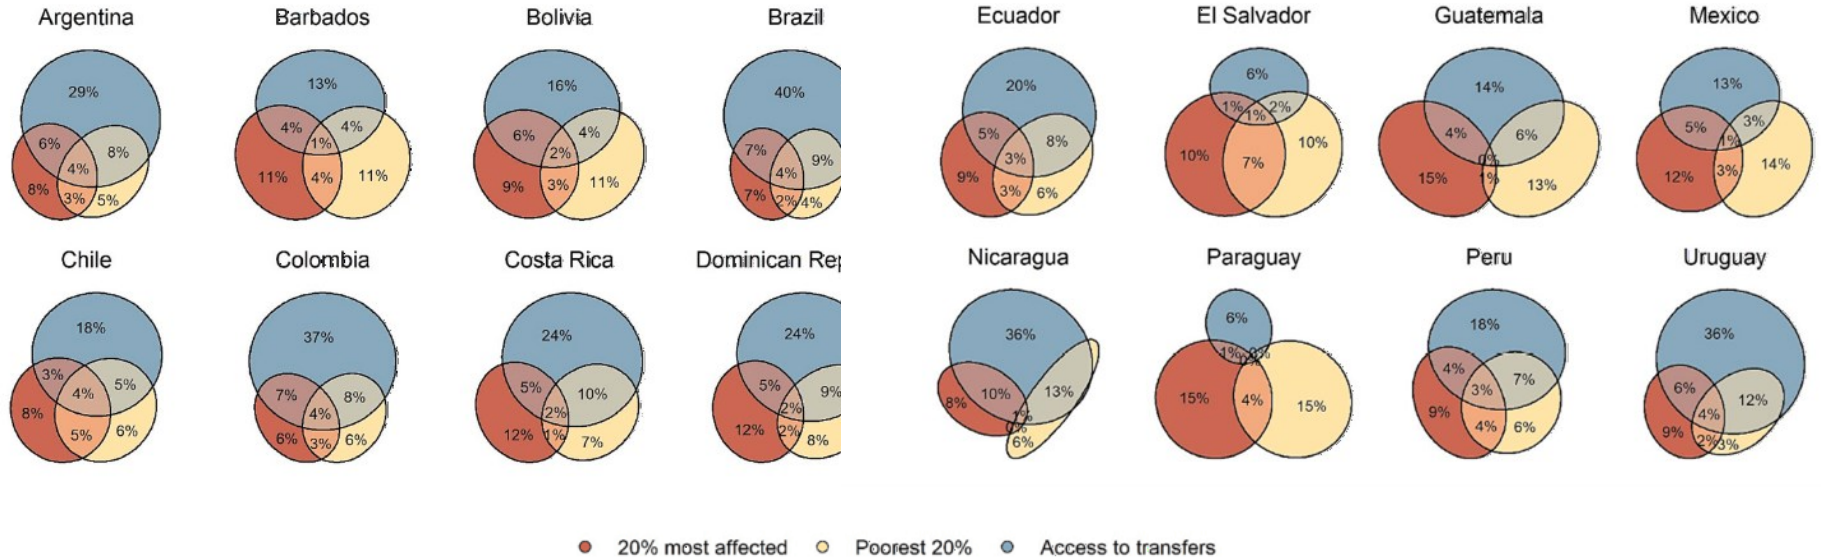 Argentina Barbados Bolivia Brazil Ecuador El Salvador Guatemala Mexico
29% 6% 4% 8% 8% 3% 5%
13% 4% 1% 4% 11% 4% 11%
16% 6% 2% 4% 9% 3% 11%
40% 7% 4% 9% 7% 2% 4%
20% 5% 3% 8% 9% 3% 6%
6% 1% 1% 2% 10% 7% 10%
14% 4% 0% 6% 15% 1% 13%
13% 5% 1% 3% 12% 3% 14%
Chile Colombia Costa Rica Dominican Rep Nicaragua Paraguay Peru Uruguay
18% 3% 4% 5% 8% 5% 6%
37% 7% 4% 8% 6% 3% 6%
24% 5% 2% 10% 12% 1% 7%
24% 5% 2% 9% 12% 2% 8%
36% 10% 1% 13% 8% 0% 6%
6% 1% 0% 15% 4% 15%
18% 4% 3% 7% 9% 4% 6%
36% 6% 4% 12% 9% 2% 3%
20% most affected Poorest 20% Access to transfers